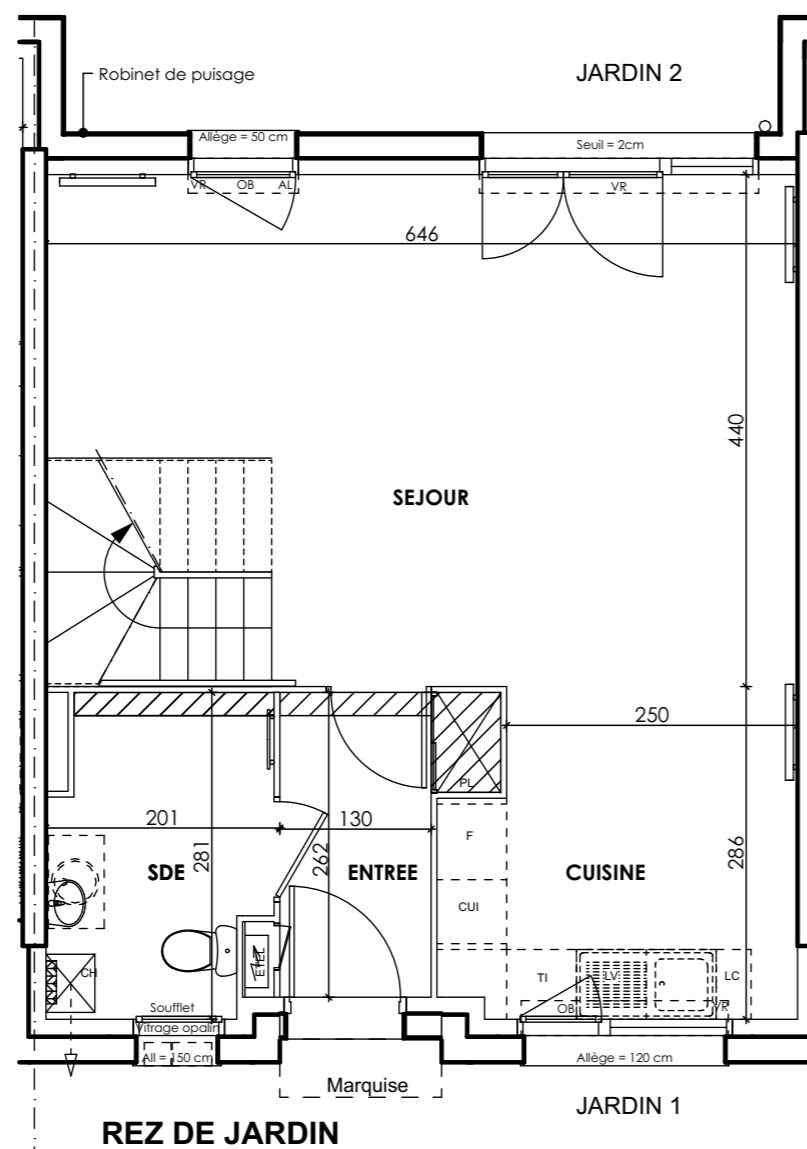 Robinet de puisage
JARDIN 2
Allège = 50 cm
Seuil = 2cm
VR OB AL
VR
646
440
SEJOUR
250
PL
201
130
281
262
286
F
SDE
ENTREE
CUISINE
CUI
ETEL
CH
TI
LV
LC
Soufflet
OB
VR
Vitrage opalin
All = 150 cm
Allège = 120 cm
Marquise
JARDIN 1
REZ DE JARDIN